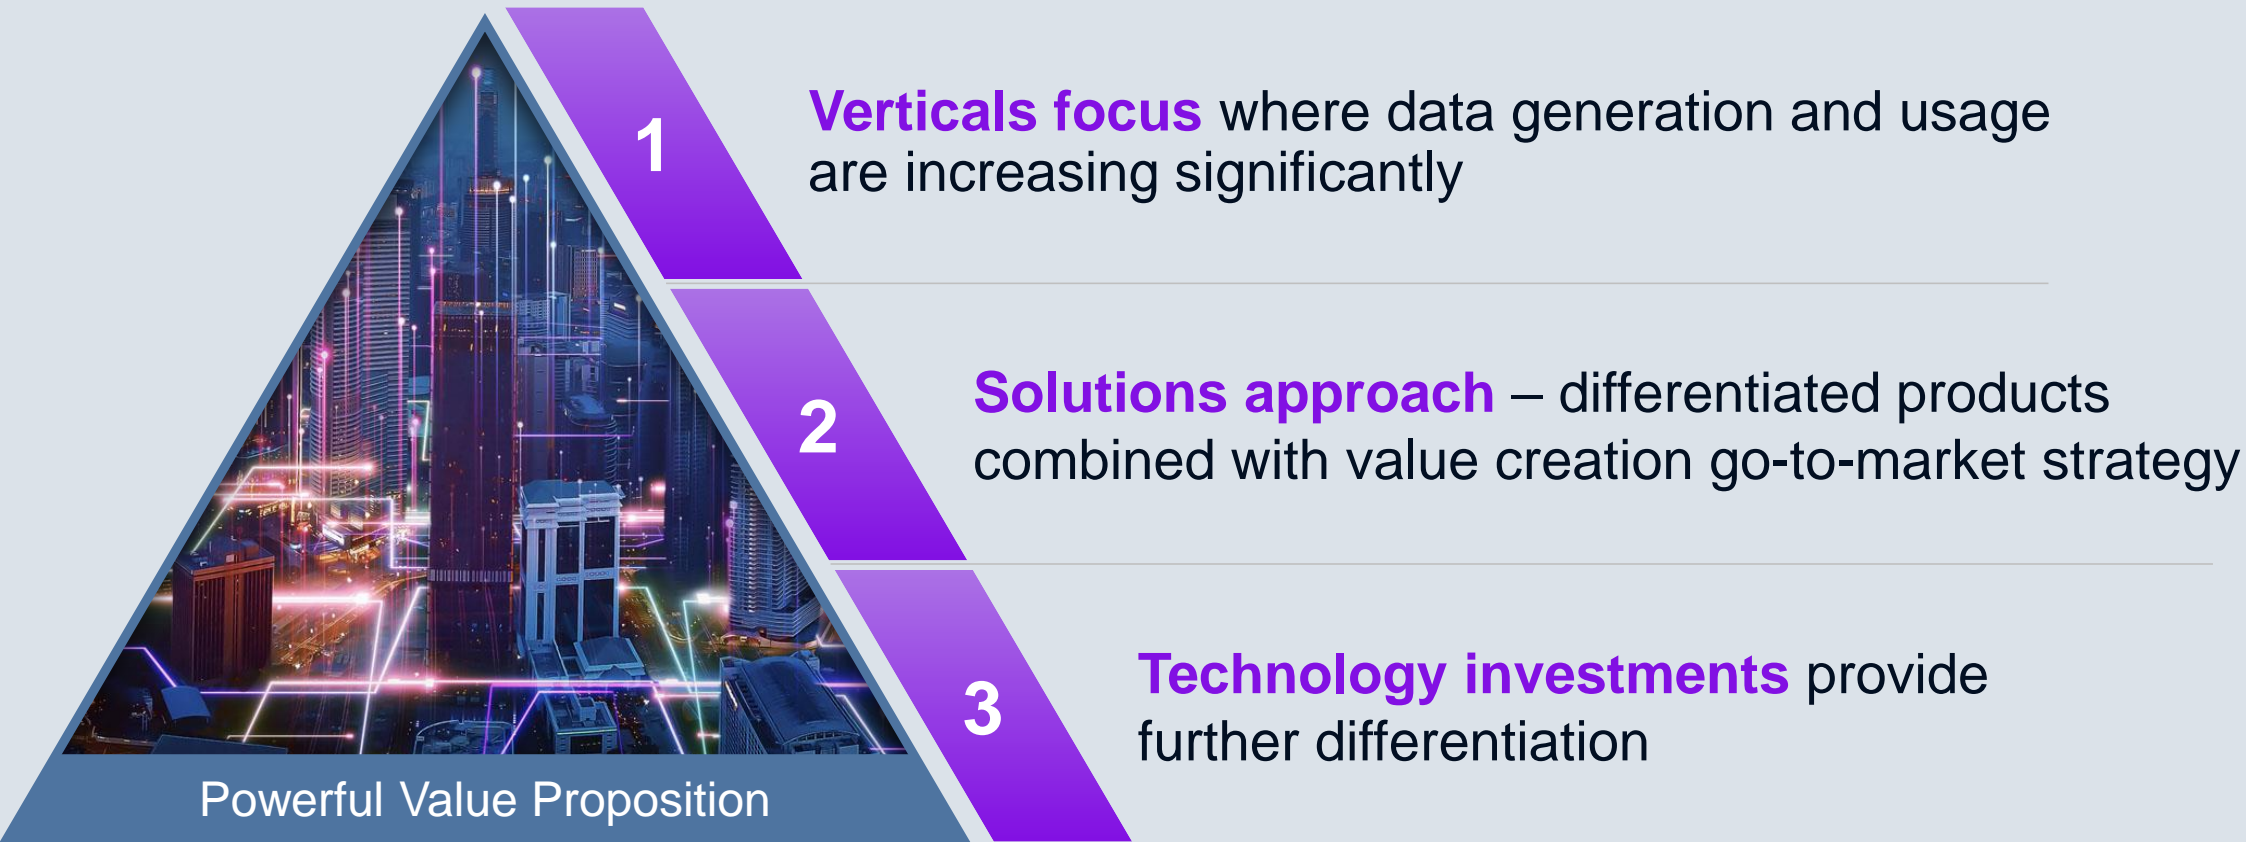 1
Verticals focus where data generation and usage
are increasing significantly
2
Solutions approach – differentiated products
combined with value creation go-to-market strategy
3
Technology investments provide
further differentiation
Powerful Value Proposition